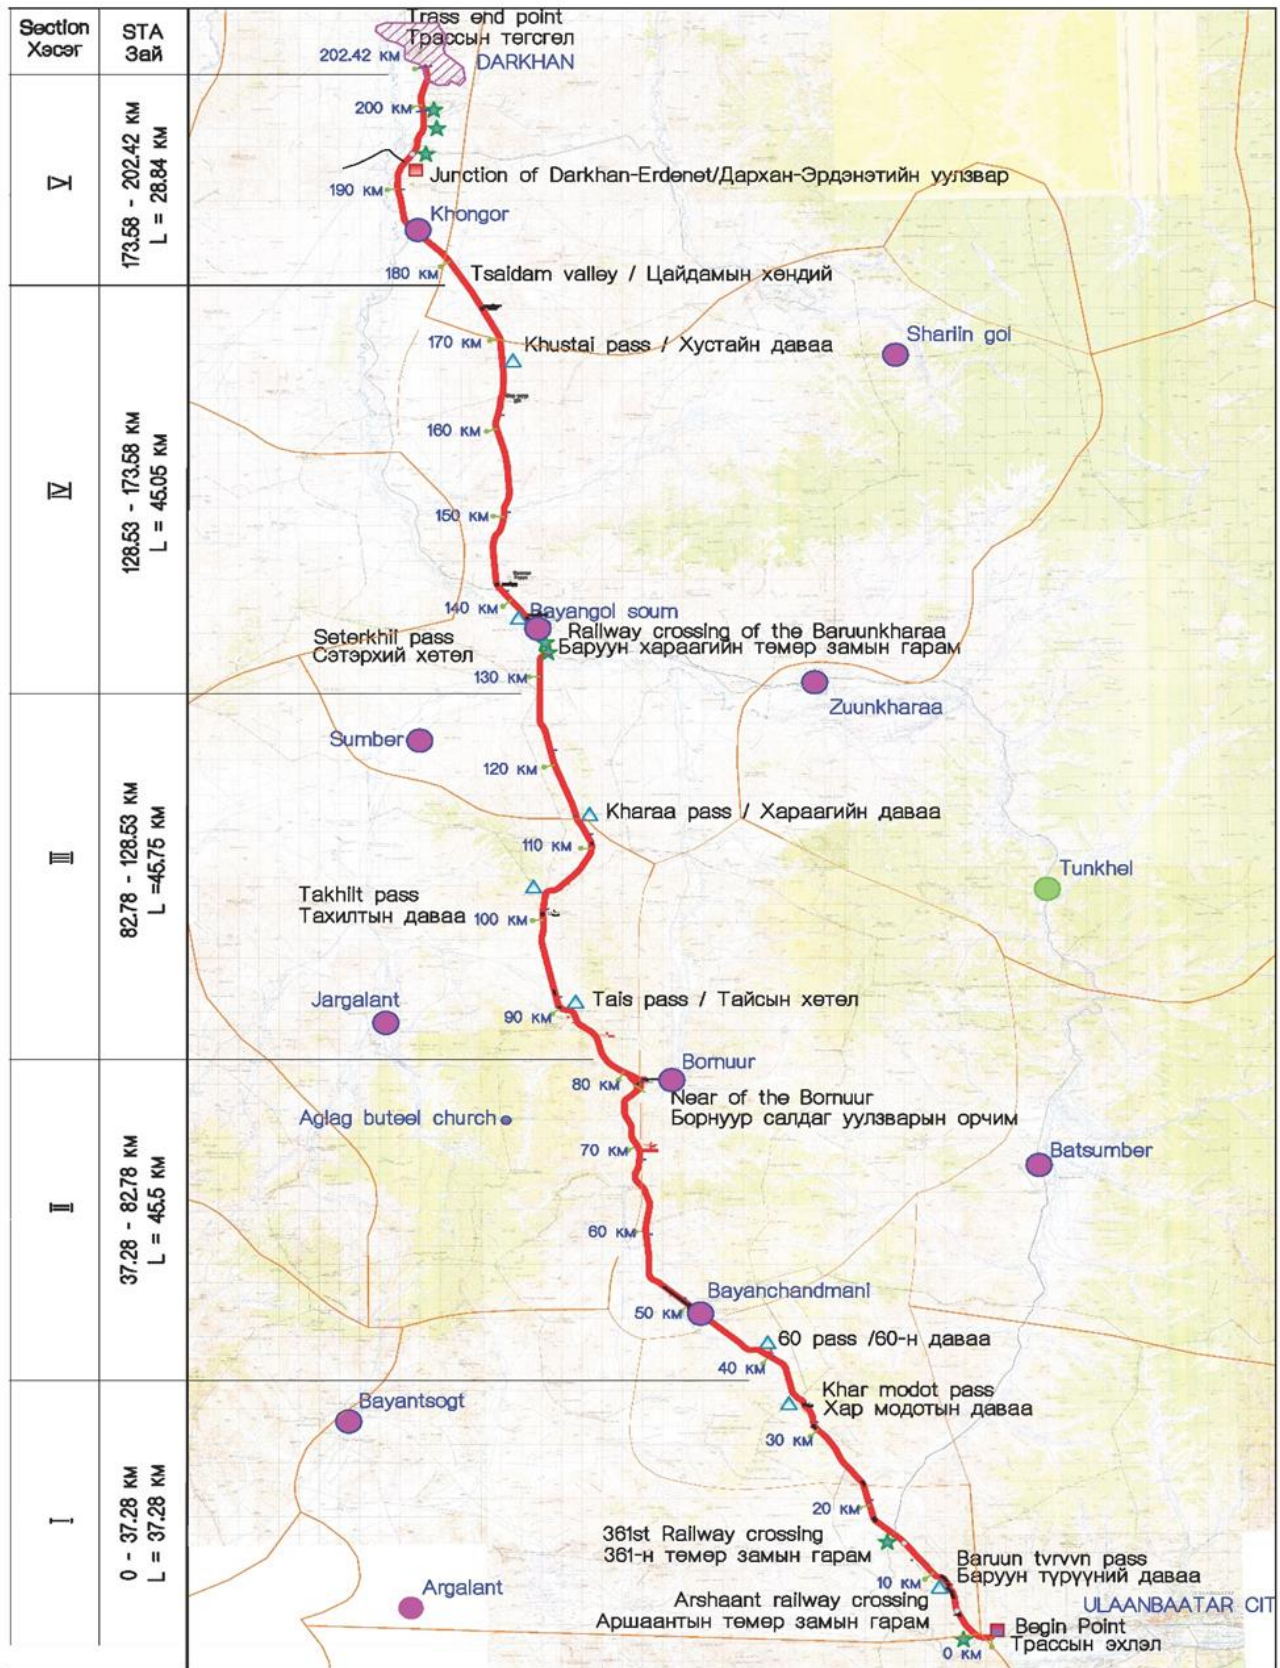 Section
Хэсэг
STA
Зай
V
173.58 - 202.42 км
L = 28.84 км
IV
128.53 - 173.58 км
L = 45.05 км
III
82.78 - 128.53 км
L =45.75 км
II
37.28 - 82.78 км
L = 45.5 км
I
0 - 37.28 км
L = 37.28 км
Trass end point
Трассын төгсгөл
202.42 км
DARKHAN
200 км
Junction of Darkhan-Erdenet/Дархан-Эрдэнэтийн уулзвар
190 км
Khongor
180 км
Tsaidam valley / Цайдамын хөндий
170 км
Khustai pass / Хустайн даваа
Shariin gol
160 км
150 км
140 км
Bayangol soum
Seterkhii pass
Сэтэрхий хөтөл
Railway crossing of the Baruunkharaa
Баруун хараагийн төмөр замын гарам
130 км
Zuunkharaa
Sumber
120 км
Kharaa pass / Хараагийн даваа
110 км
Tunkhel
Takhilt pass
Тахилтын даваа
100 км
Jargalant
Tais pass / Тайсын хөтөл
90 км
Bornuur
80 км
Near of the Bornuur
Борнуур салдаг уулзварын орчим
Aglag buteel church
70 км
Batsumber
60 км
Bayanchandmani
50 км
60 pass /60-н даваа
40 км
Khar modot pass
Хар модотын даваа
Bayantsogt
30 км
20 км
361st Railway crossing
361-н төмөр замын гарам
Baruun tvrvvn pass
Баруун түрүүний даваа
10 км
Argalant
Arshaant railway crossing
Аршаантын төмөр замын гарам
ULAANBAATAR CIT
Begin Point
Трассын эхлэл
0 км